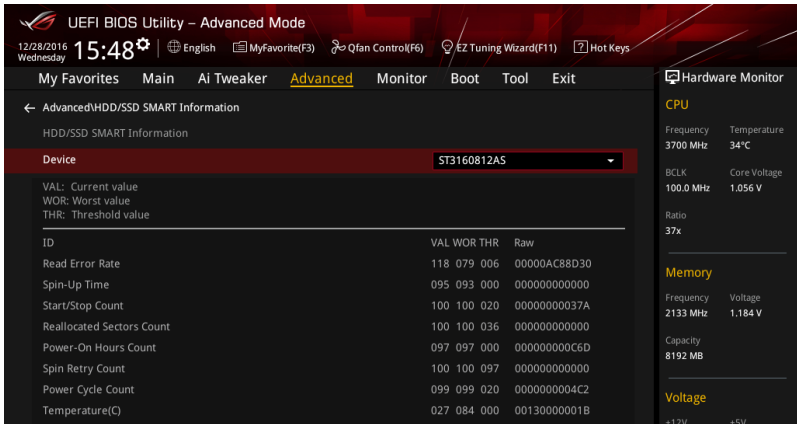 UEFI BIOS Utility – Advanced Mode
12/28/2016 Wednesday 15:48 English MyFavorite(F3) Qfan Control(F6) EZ Tuning Wizard(F11) ? Hot Keys
My Favorites Main Ai Tweaker Advanced Monitor Boot Tool Exit
← Advanced\HDD/SSD SMART Information
HDD/SSD SMART Information
Device ST3160812AS
VAL: Current value
WOR: Worst value
THR: Threshold value
ID VAL WOR THR Raw
Read Error Rate 118 079 006 00000AC88D30
Spin-Up Time 095 093 000 000000000000
Start/Stop Count 100 100 020 00000000037A
Reallocated Sectors Count 100 100 036 000000000000
Power-On Hours Count 097 097 000 000000000C6D
Spin Retry Count 100 100 097 000000000000
Power Cycle Count 099 099 020 0000000004C2
Temperature(C) 027 084 000 00130000001B
Hardware Monitor
CPU
Frequency Temperature
3700 MHz 34°C
BCLK Core Voltage
100.0 MHz 1.056 V
Ratio
37x
Memory
Frequency Voltage
2133 MHz 1.184 V
Capacity
8192 MB
Voltage
+12V +5V